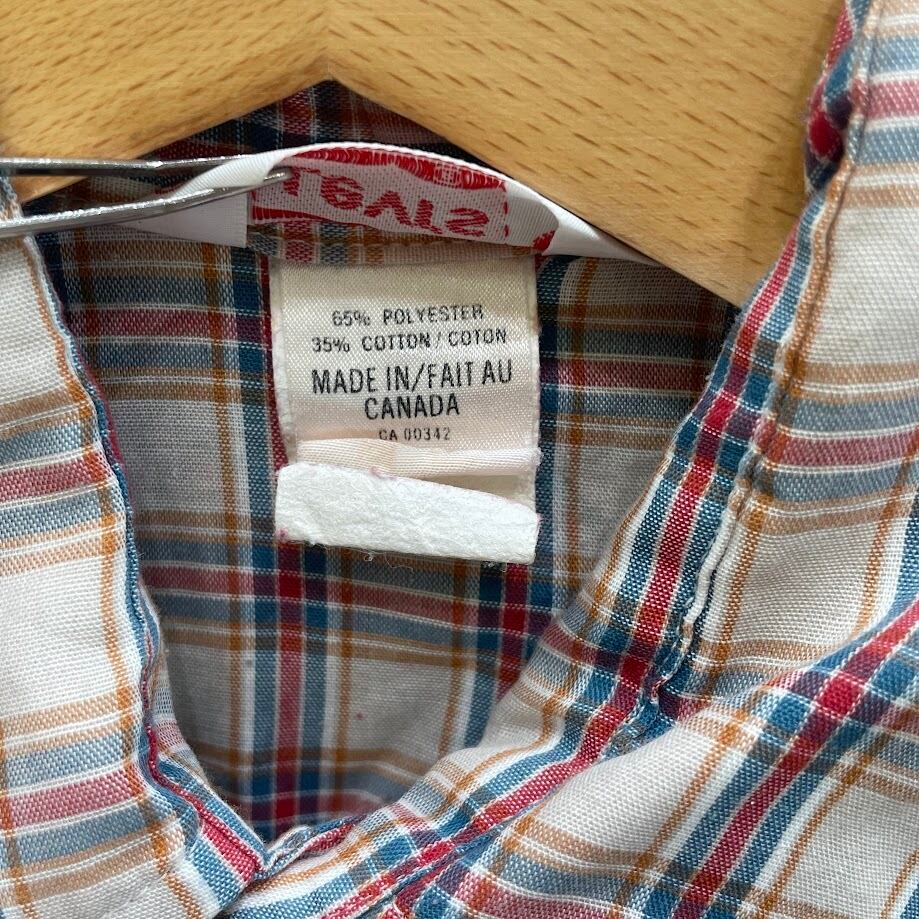 65% POLYESTER
35% COTTON / COTON
MADE IN/FAIT AU
CANADA
CA 00342